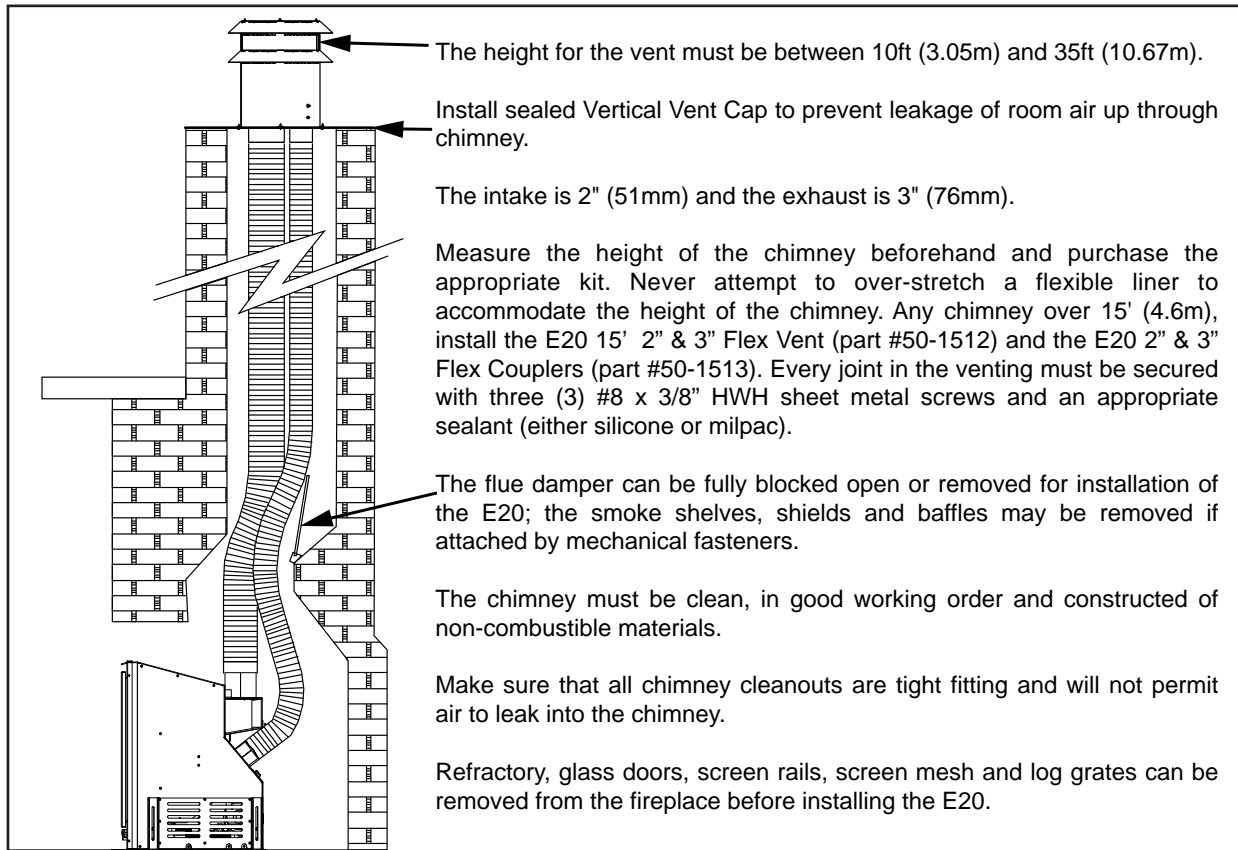 The height for the vent must be between 10ft (3.05m) and 35ft (10.67m).
Install sealed Vertical Vent Cap to prevent leakage of room air up through
chimney.
The intake is 2" (51mm) and the exhaust is 3" (76mm).
Measure the height of the chimney beforehand and purchase the
appropriate kit. Never attempt to over-stretch a flexible liner to
accommodate the height of the chimney. Any chimney over 15' (4.6m),
install the E20 15’ 2” & 3” Flex Vent (part #50-1512) and the E20 2” & 3”
Flex Couplers (part #50-1513). Every joint in the venting must be secured
with three (3) #8 x 3/8” HWH sheet metal screws and an appropriate
sealant (either silicone or milpac).
The flue damper can be fully blocked open or removed for installation of
the E20; the smoke shelves, shields and baffles may be removed if
attached by mechanical fasteners.
The chimney must be clean, in good working order and constructed of
non-combustible materials.
Make sure that all chimney cleanouts are tight fitting and will not permit
air to leak into the chimney.
Refractory, glass doors, screen rails, screen mesh and log grates can be
removed from the fireplace before installing the E20.